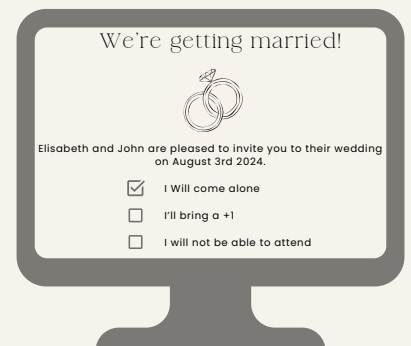 We're getting married!
Elisabeth and John are pleased to invite you to their wedding
on August 3rd 2024.
I Will come alone
I'll bring a +1
I will not be able to attend